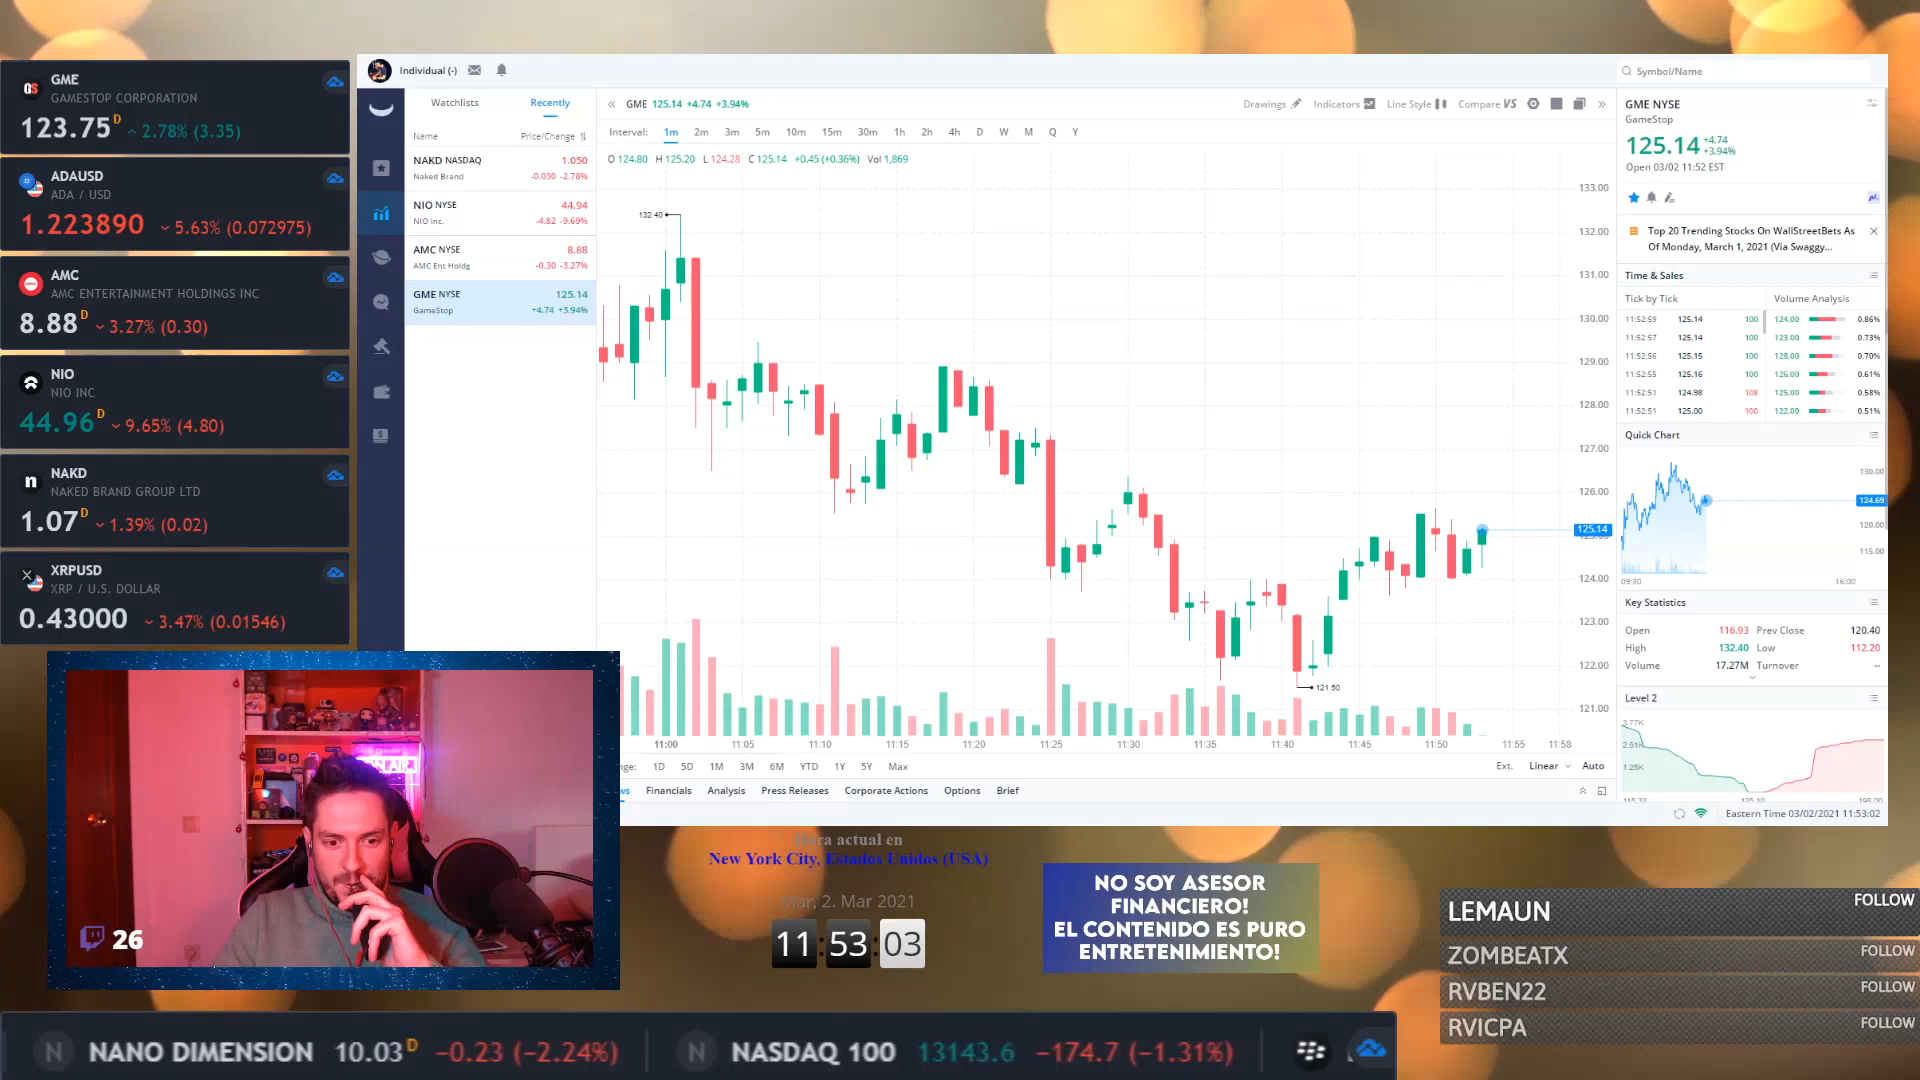 GME
GAMESTOP CORPORATION
123.75 D 2.78% (3.35)
ADAUSD
ADA / USD
1.223890 5.63% (0.072975)
AMC
AMC ENTERTAINMENT HOLDINGS INC
8.88 D 3.27% (0.30)
NIO
NIO INC
44.96 D 9.65% (4.80)
NAKD
NAKED BRAND GROUP LTD
1.07 D 1.39% (0.02)
XRPUSD
XRP / U.S. DOLLAR
0.43000 3.47% (0.01546)
26
Individual (-)
Symbol/Name
Watchlists Recently
Name Price/Change
NAKD NASDAQ 1.050
Naked Brand -0.030 -2.78%
NIO NYSE 44.94
NIO Inc. -4.82 -9.69%
AMC NYSE 8.88
AMC Ent Holdg -0.30 -3.27%
GME NYSE 125.14
GameStop +4.74 +3.94%
GME 125.14 +4.74 +3.94%
Drawings Indicators Line Style Compare VS
Interval: 1m 2m 3m 5m 10m 15m 30m 1h 2h 4h D W M Q Y
O 124.80 H 125.20 L 124.28 C 125.14 +0.45 (+0.36%) Vol 1,869
132.40
121.50
133.00
132.00
131.00
130.00
129.00
128.00
127.00
126.00
125.14
124.00
123.00
122.00
121.00
11:00 11:05 11:10 11:15 11:20 11:25 11:30 11:35 11:40 11:45 11:50 11:55 11:58
nge: 1D 5D 1M 3M 6M YTD 1Y 5Y Max
Ext. Linear Auto
ws Financials Analysis Press Releases Corporate Actions Options Brief
GME NYSE
GameStop
125.14 +4.74
+3.94%
Open 03/02 11:52 EST
Top 20 Trending Stocks On WallStreetBets As
Of Monday, March 1, 2021 (Via Swaggy...
Time & Sales
Tick by Tick Volume Analysis
11:52:59 125.14 100 124.00 0.86%
11:52:57 125.14 100 123.00 0.73%
11:52:56 125.15 100 128.00 0.70%
11:52:55 125.16 100 126.00 0.61%
11:52:51 124.98 108 125.00 0.58%
11:52:51 125.00 100 122.00 0.51%
Quick Chart
130.00
124.69
120.00
115.00
09:30 16:00
Key Statistics
Open 116.93 Prev Close 120.40
High 132.40 Low 112.20
Volume 17.27M Turnover --
Level 2
3.77K
2.51K
1.25K
115.32 125.10 198.00
Eastern Time 03/02/2021 11:53:02
Hora actual en
New York City, Estados Unidos (USA)
Mar, 2. Mar 2021
11:53:03
NO SOY ASESOR
FINANCIERO!
EL CONTENIDO ES PURO
ENTRETENIMIENTO!
LEMAUN FOLLOW
ZOMBEATX FOLLOW
RVBEN22 FOLLOW
RVICPA FOLLOW
N NANO DIMENSION 10.03 D -0.23 (-2.24%) N NASDAQ 100 13143.6 -174.7 (-1.31%)